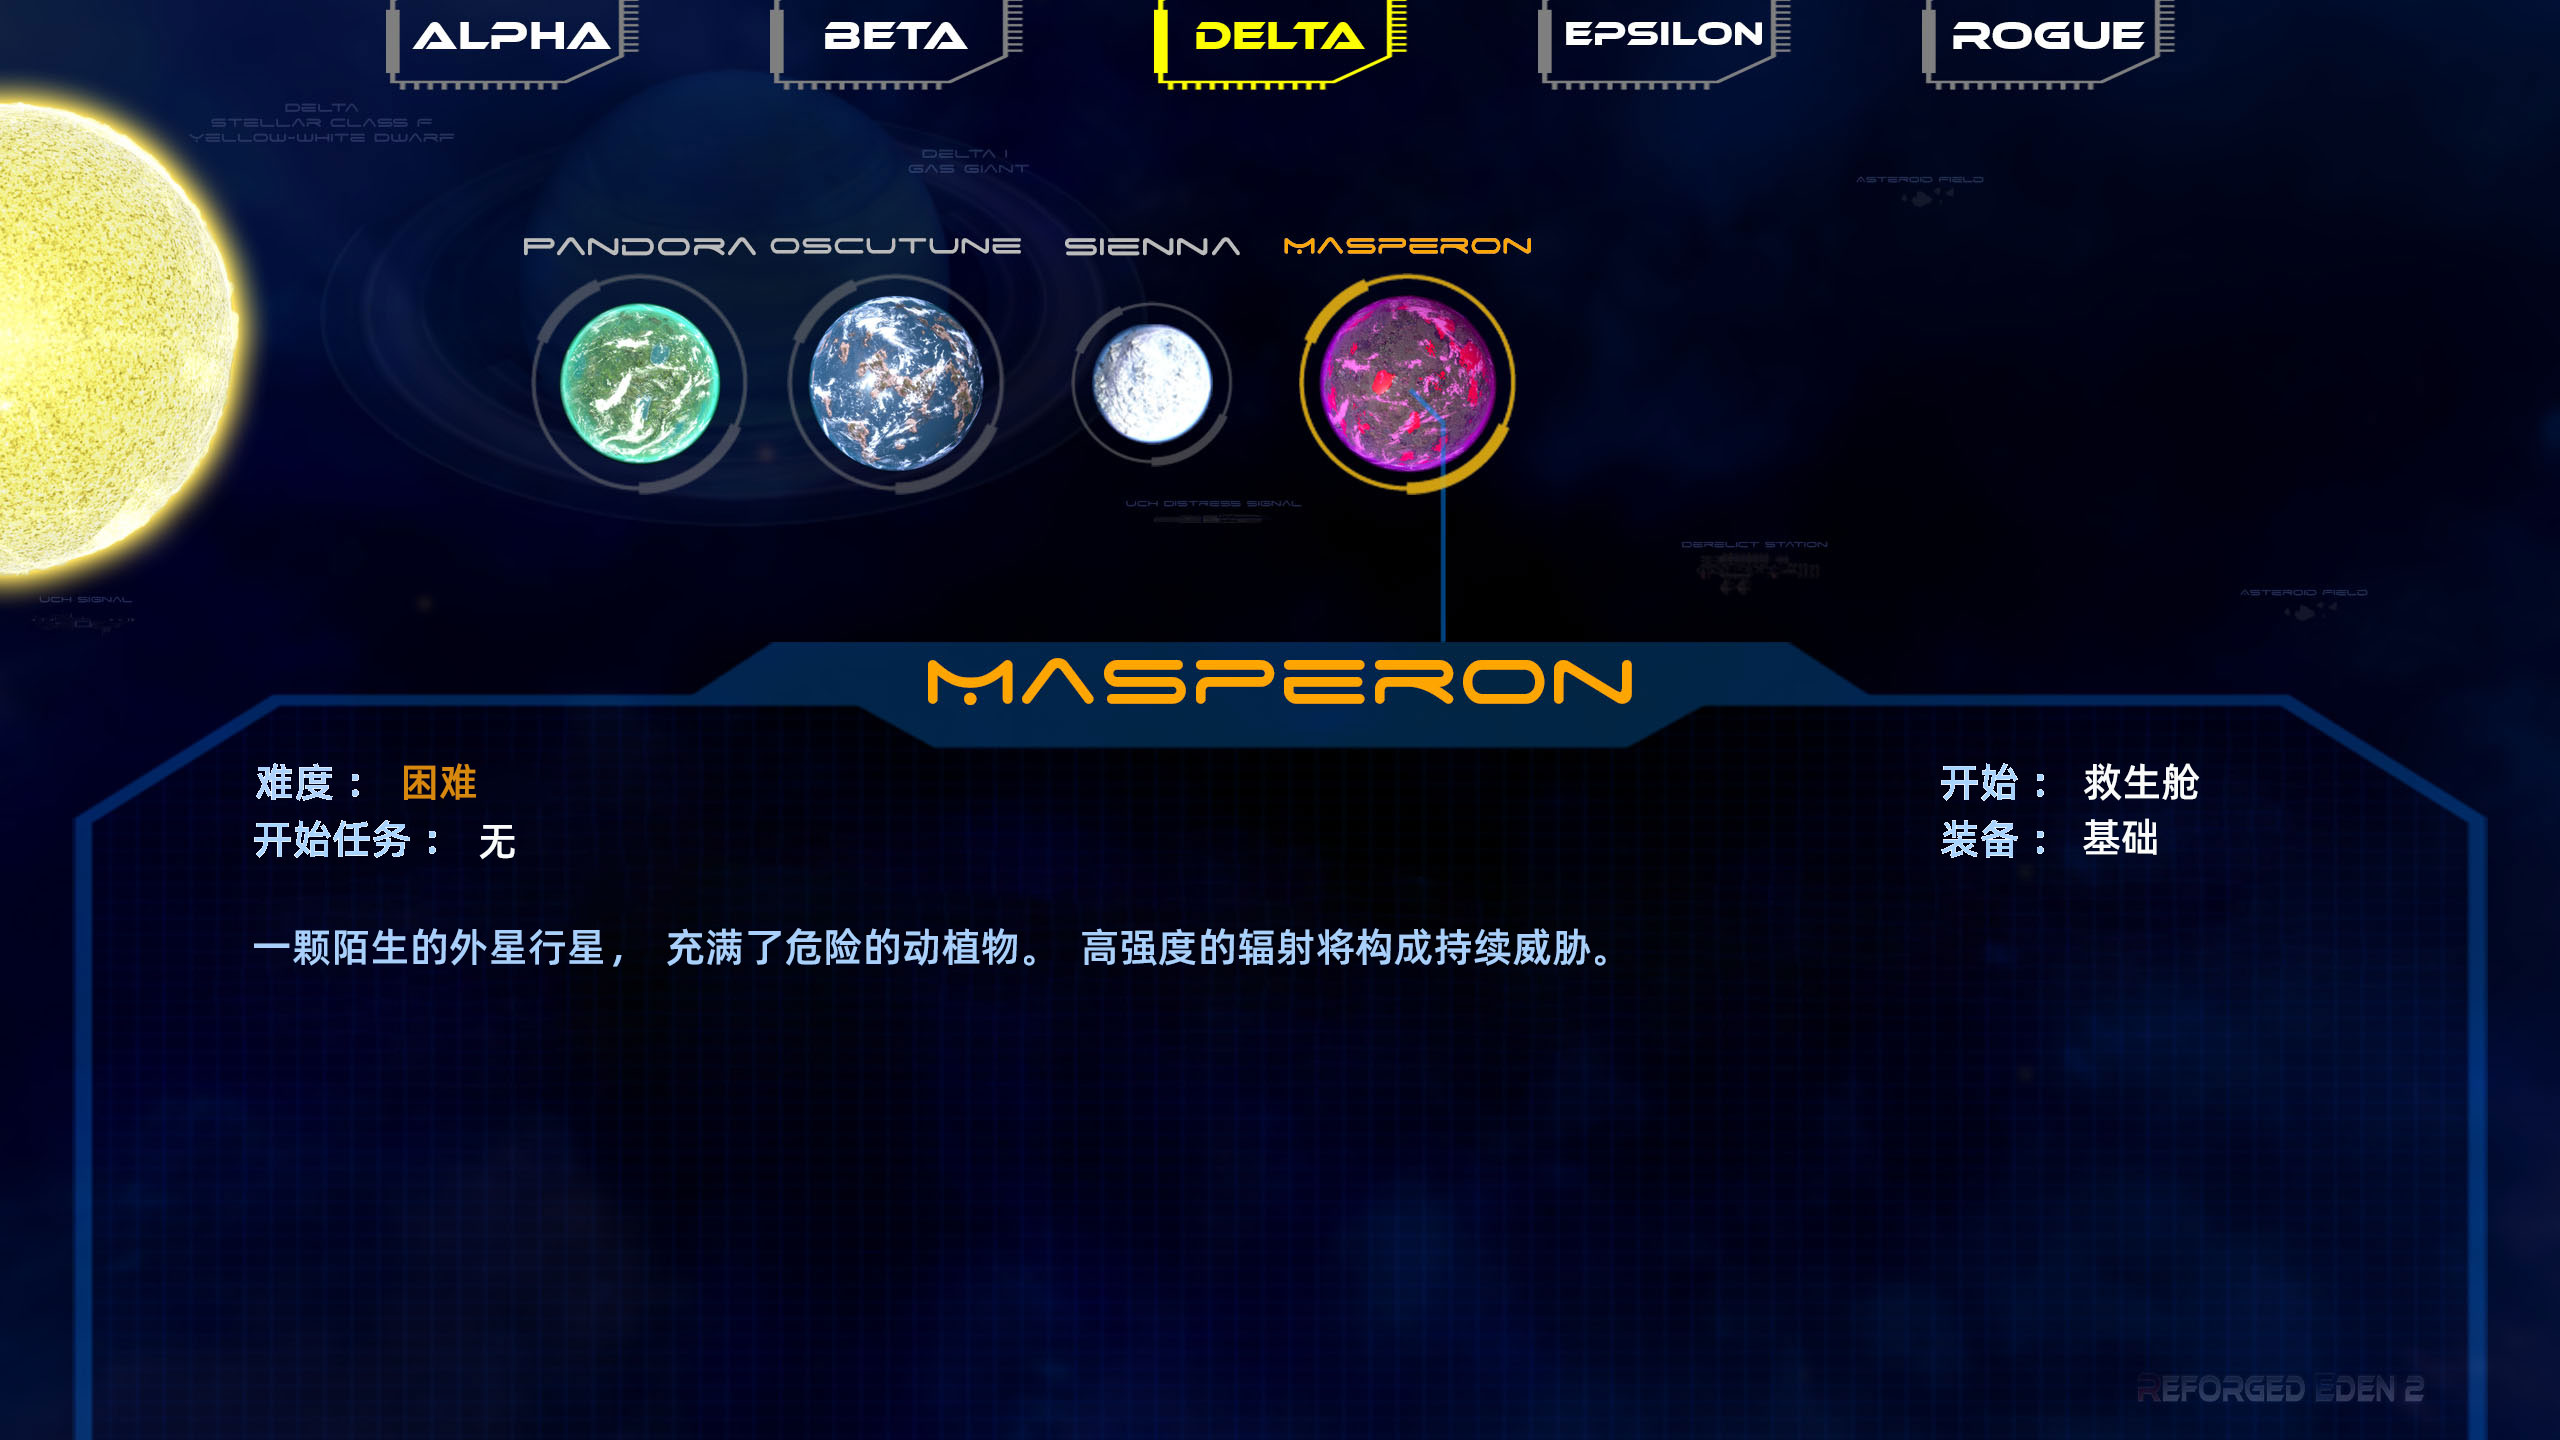 ALPHA
BETA
DELTA
EPSILON
ROGUE
DELTA
STELLAR CLASS F
YELLOW-WHITE DWARF
DELTA I
GAS GIANT
ASTEROID FIELD
PANDORA
OSCUTUNE
SIENNA
MASPERON
UCH DISTRESS SIGNAL
DERELICT STATION
UCH SIGNAL
ASTEROID FIELD
MASPERON
难度： 困难
开始任务： 无
开始： 救生舱
装备： 基础
一颗陌生的外星行星， 充满了危险的动植物。 高强度的辐射将构成持续威胁。
REFORGED EDEN 2